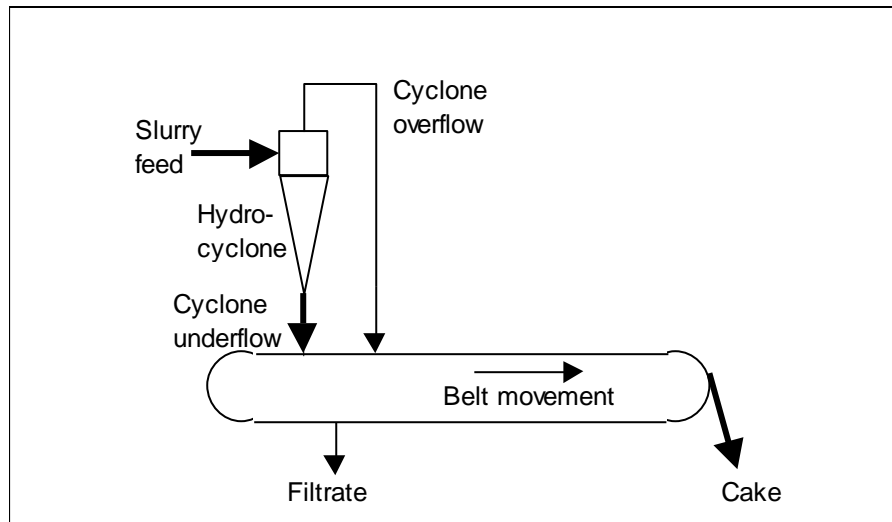 Cyclone
overflow
Slurry
feed
Hydro-
cyclone
Cyclone
underflow
Belt movement
Filtrate
Cake